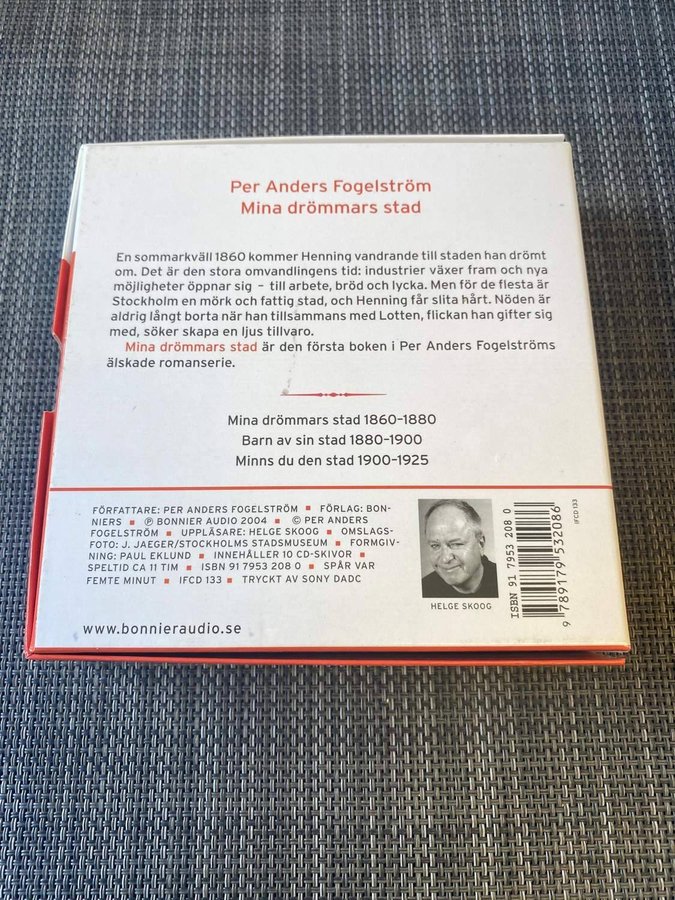 Per Anders Fogelström
Mina drömmars stad
En sommarkväll 1860 kommer Henning vandrande till staden han drömt
om. Det är den stora omvandlingens tid: industrier växer fram och nya
möjligheter öppnar sig – till arbete, bröd och lycka. Men för de flesta är
Stockholm en mörk och fattig stad, och Henning får slita hårt. Nöden är
aldrig långt borta när han tillsammans med Lotten, flickan han gifter sig
med, söker skapa en ljus tillvaro.
Mina drömmars stad är den första boken i Per Anders Fogelströms
älskade romanserie.
Mina drömmars stad 1860–1880
Barn av sin stad 1880–1900
Minns du den stad 1900–1925
FÖRFATTARE: PER ANDERS FOGELSTRÖM ▪ FÖRLAG: BON-
NIERS ▪ ℗ BONNIER AUDIO 2004 ▪ © PER ANDERS
FOGELSTRÖM ▪ UPPLÄSARE: HELGE SKOOG ▪ OMSLAGS-
FOTO: J. JAEGER/STOCKHOLMS STADSMUSEUM ▪ FORMGIV-
NING: PAUL EKLUND ▪ INNEHÅLLER 10 CD-SKIVOR ▪
SPELTID CA 11 TIM ▪ ISBN 91 7953 208 0 ▪ SPÅR VAR
FEMTE MINUT ▪ IFCD 133 ▪ TRYCKT AV SONY DADC
www.bonnieraudio.se
HELGE SKOOG
ISBN 91 7953 208 0
9 789179 532086
IFCD 133